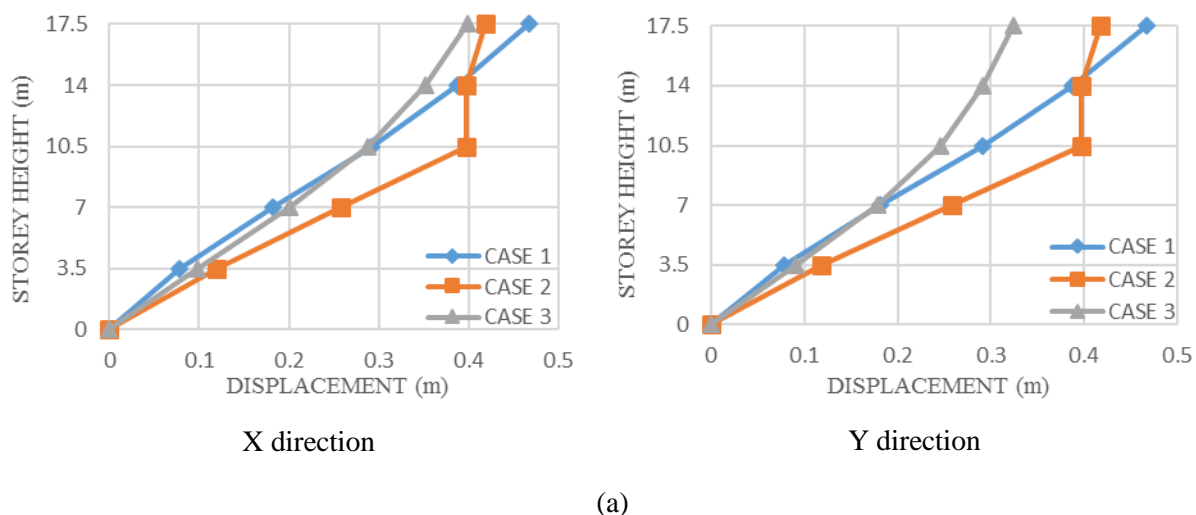 17.5
14
10.5
7
3.5
0
STOREY HEIGHT (m)
CASE 1
CASE 2
CASE 3
0 0.1 0.2 0.3 0.4 0.5
DISPLACEMENT (m)
X direction
17.5
14
10.5
7
3.5
0
STOREY HEIGHT (m)
CASE 1
CASE 2
CASE 3
0 0.1 0.2 0.3 0.4 0.5
DISPLACEMENT (m)
Y direction
(a)